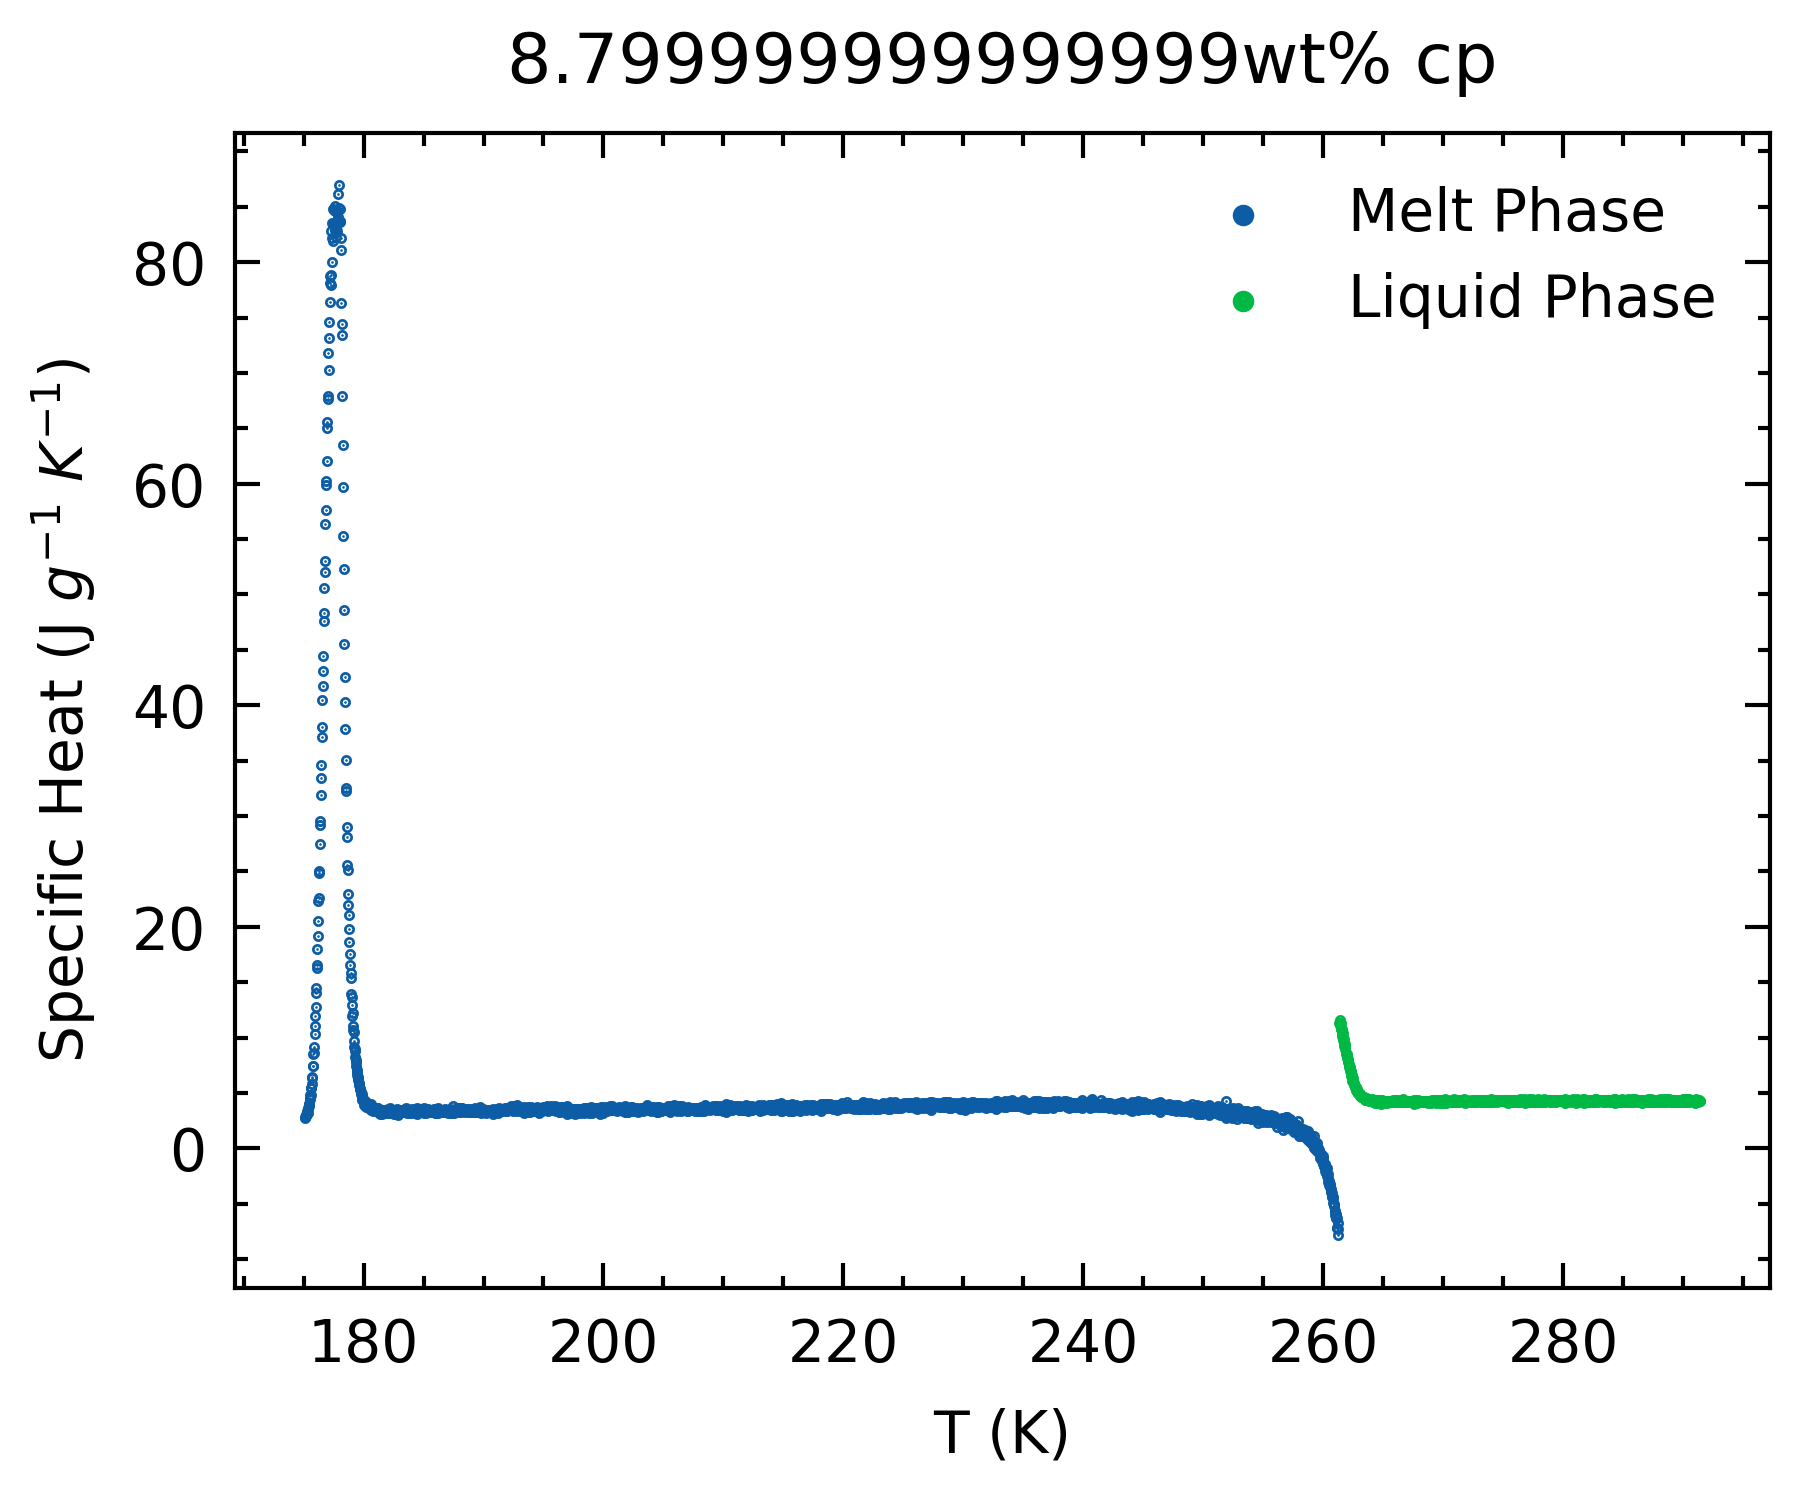 8.799999999999999wt% cp
Melt Phase
Liquid Phase
Specific Heat (J g⁻¹ K⁻¹)
80
60
40
20
0
180 200 220 240 260 280
T (K)